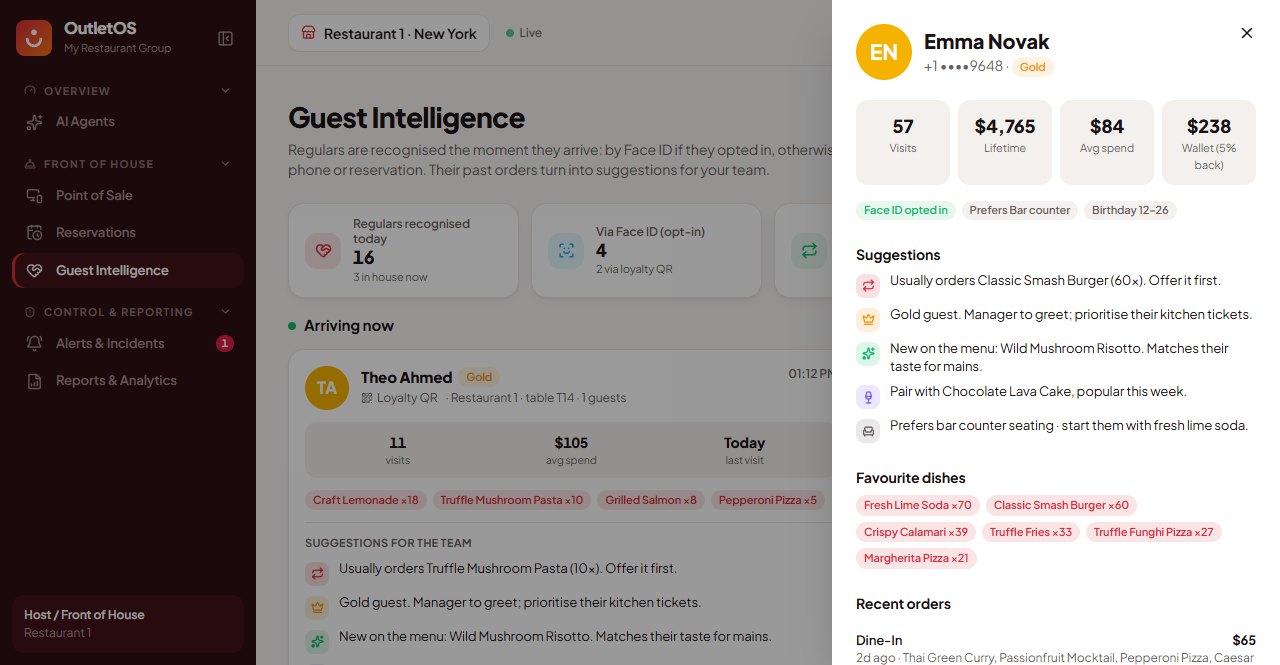 OutletOS
My Restaurant Group
OVERVIEW
AI Agents
FRONT OF HOUSE
Point of Sale
Reservations
Guest Intelligence
CONTROL & REPORTING
Alerts & Incidents
1
Reports & Analytics
Host / Front of House
Restaurant 1
Restaurant 1 · New York
Live
Guest Intelligence
Regulars are recognised the moment they arrive: by Face ID if they opted in, otherwis
phone or reservation. Their past orders turn into suggestions for your team.
Regulars recognised
today
16
3 in house now
Via Face ID (opt-in)
4
2 via loyalty QR
Arriving now
TA
Theo Ahmed Gold
01:12 PM
Loyalty QR · Restaurant 1 · table T14 · 1 guests
11 $105 Today
visits avg spend last visit
Craft Lemonade ×18 Truffle Mushroom Pasta ×10 Grilled Salmon ×8 Pepperoni Pizza ×5
SUGGESTIONS FOR THE TEAM
Usually orders Truffle Mushroom Pasta (10×). Offer it first.
Gold guest. Manager to greet; prioritise their kitchen tickets.
New on the menu: Wild Mushroom Risotto. Matches their taste for mains.
EN
Emma Novak
+1 ••••9648 · Gold
57 $4,765 $84 $238
Visits Lifetime Avg spend Wallet (5%
back)
Face ID opted in Prefers Bar counter Birthday 12-26
Suggestions
Usually orders Classic Smash Burger (60×). Offer it first.
Gold guest. Manager to greet; prioritise their kitchen tickets.
New on the menu: Wild Mushroom Risotto. Matches their
taste for mains.
Pair with Chocolate Lava Cake, popular this week.
Prefers bar counter seating · start them with fresh lime soda.
Favourite dishes
Fresh Lime Soda ×70 Classic Smash Burger ×60
Crispy Calamari ×39 Truffle Fries ×33 Truffle Funghi Pizza ×27
Margherita Pizza ×21
Recent orders
Dine-In $65
2d ago · Thai Green Curry, Passionfruit Mocktail, Pepperoni Pizza, Caesar